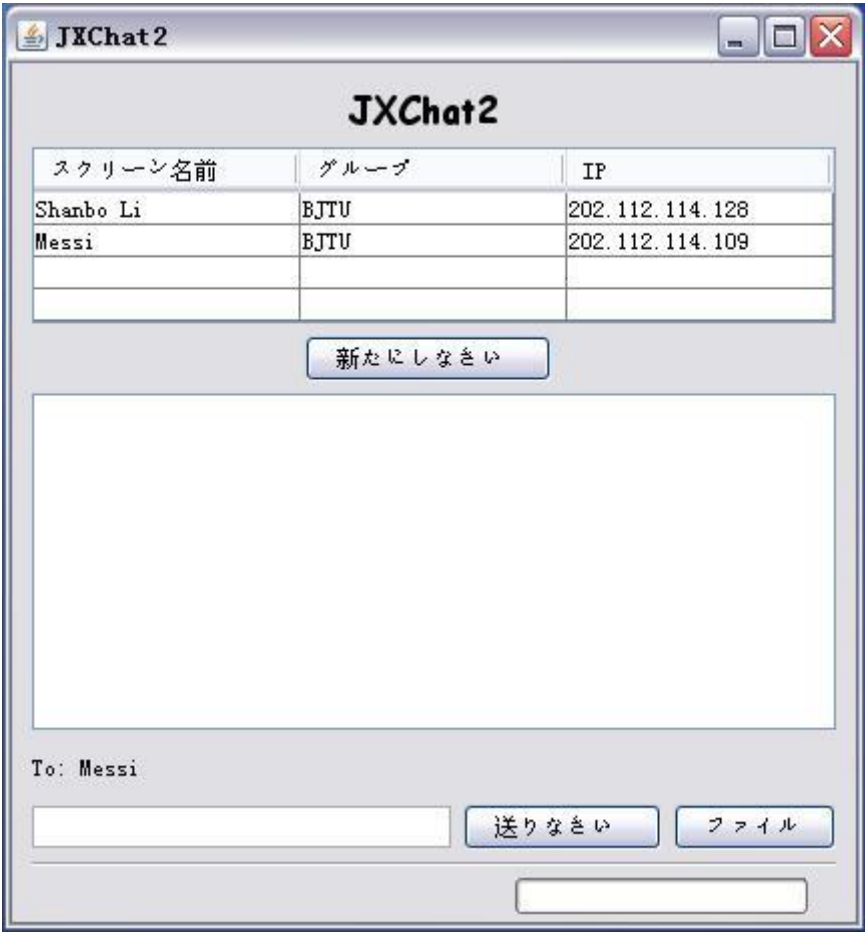 JXChat2
JXChat2
スクリーン名前 グループ IP
Shanbo Li BJTU 202.112.114.128
Messi BJTU 202.112.114.109
新たにしなさい
To: Messi
送りなさい ファイル